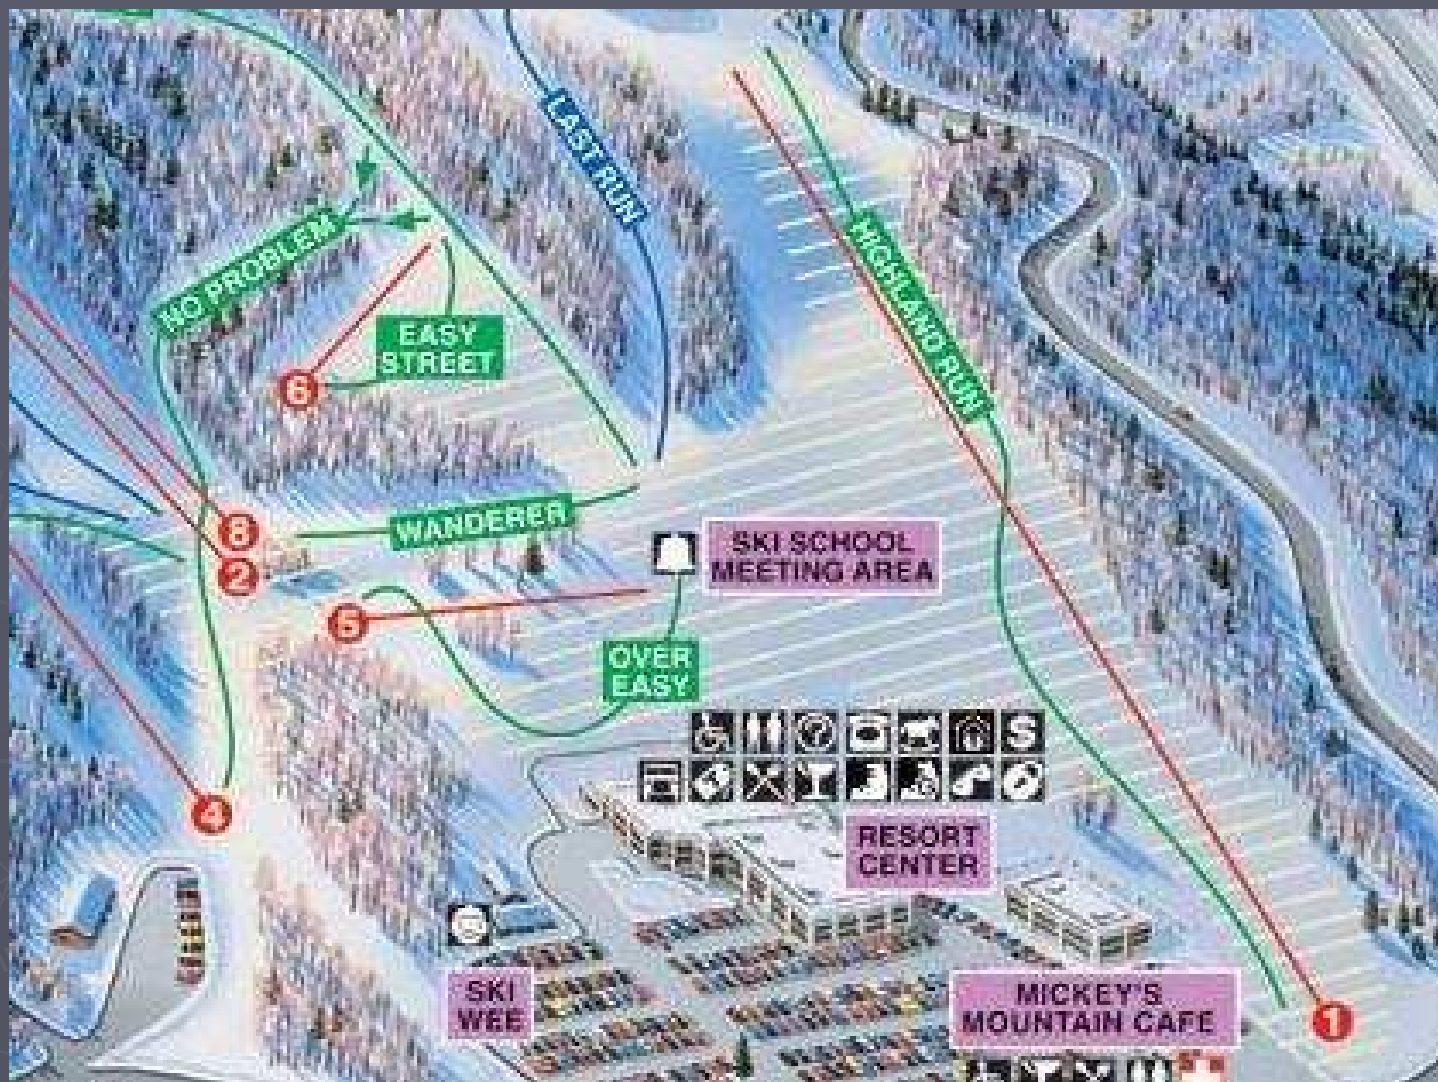 LAST RUN
NO PROBLEM
HIGHLAND RUN
EASY
STREET
6
8
WANDERER
2
SKI SCHOOL
MEETING AREA
5
OVER
EASY
S
4
RESORT
CENTER
SKI
WEE
MICKEY'S
MOUNTAIN CAFE
1